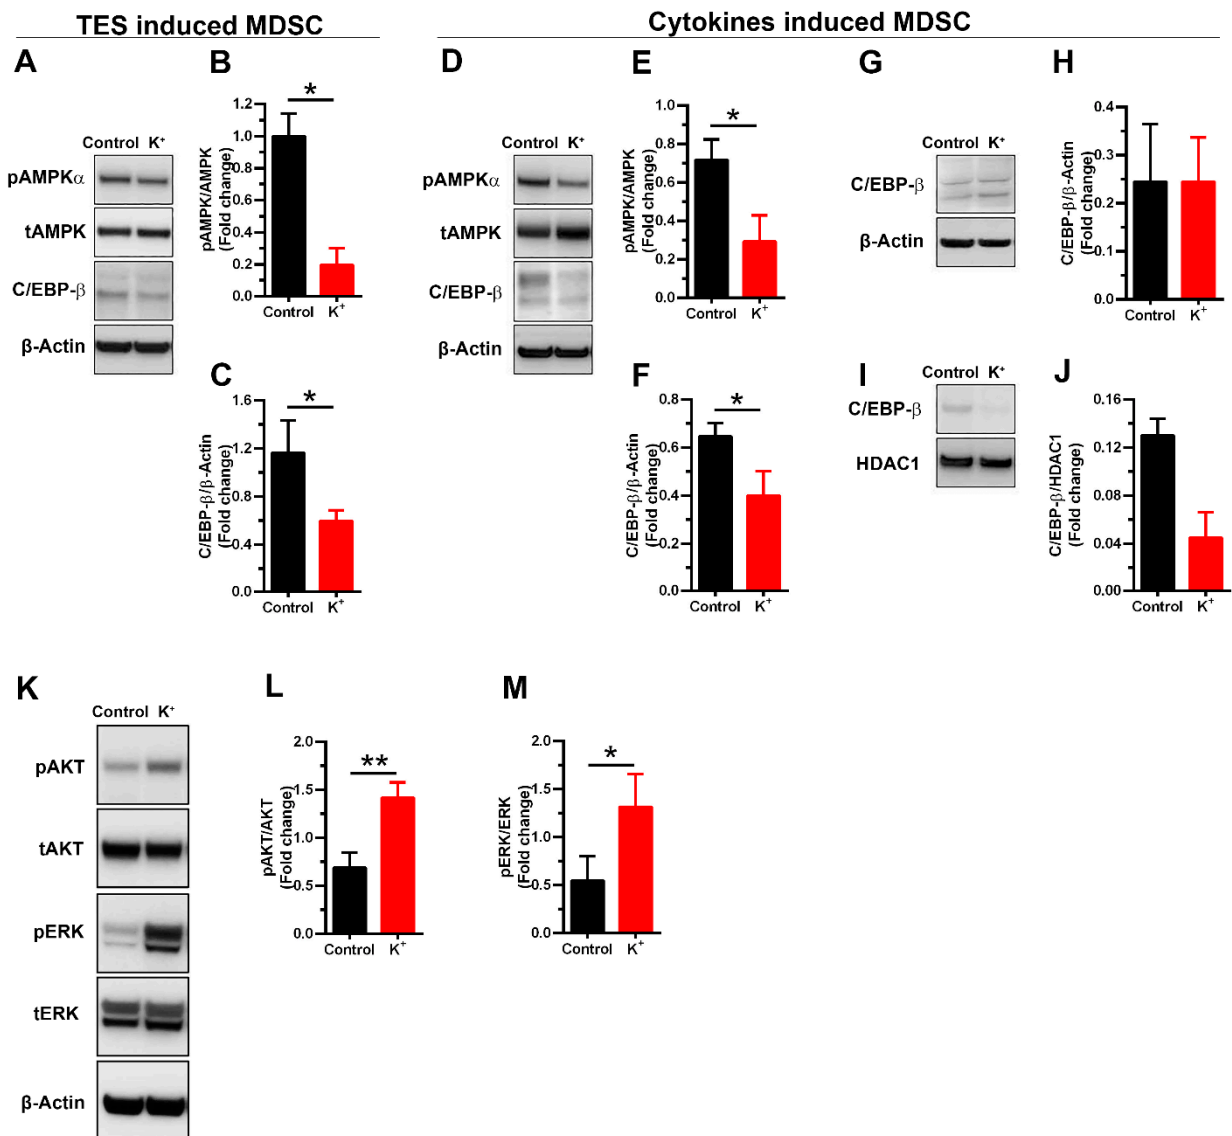 TES induced MDSC
Cytokines induced MDSC
A
Control K⁺
pAMPKα
tAMPK
C/EBP-β
β-Actin
B
*
pAMPK/AMPK
(Fold change)
1.2
1.0
0.8
0.6
0.4
0.2
0.0
Control K⁺
C
*
C/EBP-β/β-Actin
(Fold change)
1.6
1.2
0.8
0.4
0.0
Control K⁺
D
Control K⁺
pAMPKα
tAMPK
C/EBP-β
β-Actin
E
*
pAMPK/AMPK
(Fold change)
1.0
0.8
0.6
0.4
0.2
0.0
Control K⁺
F
*
C/EBP-β/β-Actin
(Fold change)
0.8
0.6
0.4
0.2
0.0
Control K⁺
G
Control K⁺
C/EBP-β
β-Actin
H
C/EBP-β/β-Actin
(Fold change)
0.4
0.3
0.2
0.1
0.0
Control K⁺
I
Control K⁺
C/EBP-β
HDAC1
J
C/EBP-β/HDAC1
(Fold change)
0.16
0.12
0.08
0.04
0.00
Control K⁺
K
Control K⁺
pAKT
tAKT
pERK
tERK
β-Actin
L
**
pAKT/AKT
(Fold change)
2.0
1.5
1.0
0.5
0.0
Control K⁺
M
*
pERK/ERK
(Fold change)
2.0
1.5
1.0
0.5
0.0
Control K⁺